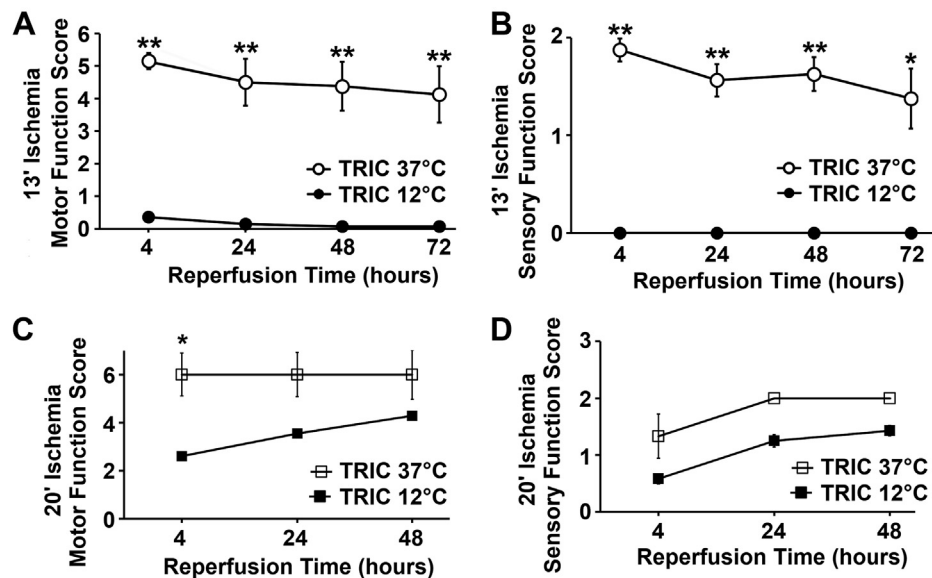 A
13' Ischemia
Motor Function Score
6
5
4
3
2
1
0
**
**
**
**
TRIC 37°C
TRIC 12°C
4
24
48
72
Reperfusion Time (hours)
B
13' Ischemia
Sensory Function Score
2
1
0
**
**
**
*
TRIC 37°C
TRIC 12°C
4
24
48
72
Reperfusion Time (hours)
C
20' Ischemia
Motor Function Score
6
4
2
0
*
TRIC 37°C
TRIC 12°C
4
24
48
Reperfusion Time (hours)
D
20' Ischemia
Sensory Function Score
3
2
1
0
TRIC 37°C
TRIC 12°C
4
24
48
Reperfusion Time (hours)